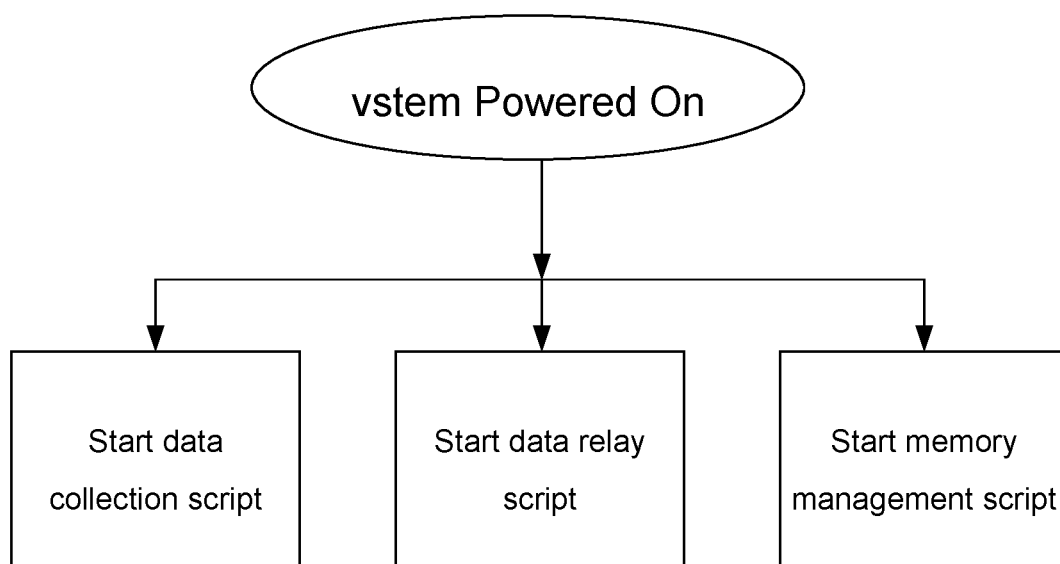 vstem Powered On
Start data
collection script
Start data relay
script
Start memory
management script